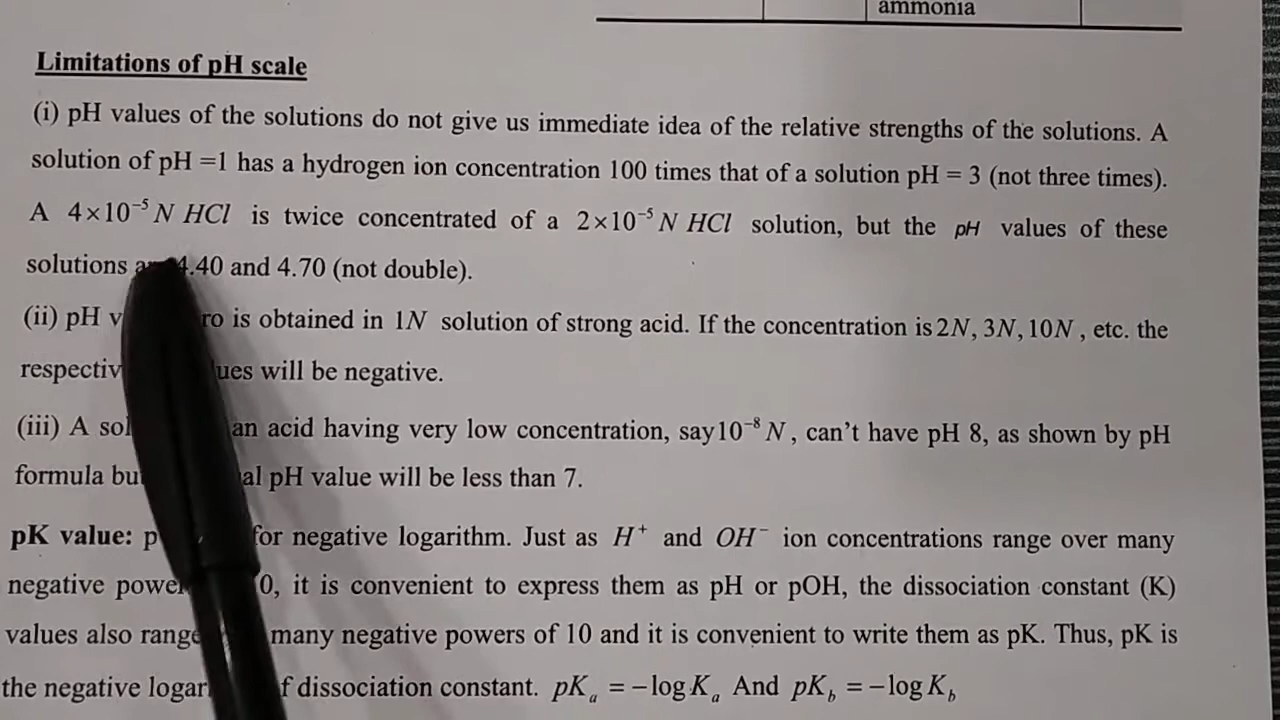 ammonia
Limitations of pH scale
(i) pH values of the solutions do not give us immediate idea of the relative strengths of the solutions. A
solution of pH =1 has a hydrogen ion concentration 100 times that of a solution pH = 3 (not three times).
A 4×10⁻⁵ N HCl is twice concentrated of a 2×10⁻⁵ N HCl solution, but the pH values of these
solutions 4.40 and 4.70 (not double).
(ii) pH is obtained in 1N solution of strong acid. If the concentration is 2N, 3N, 10N , etc. the
will be negative.
(iii) A an acid having very low concentration, say 10⁻⁸ N , can't have pH 8, as shown by pH
formula pH value will be less than 7.
pK value: for negative logarithm. Just as H⁺ and OH⁻ ion concentrations range over many
negative 0, it is convenient to express them as pH or pOH, the dissociation constant (K)
values also range many negative powers of 10 and it is convenient to write them as pK. Thus, pK is
the negative dissociation constant. pKₐ = −log Kₐ And pK_b = −log K_b